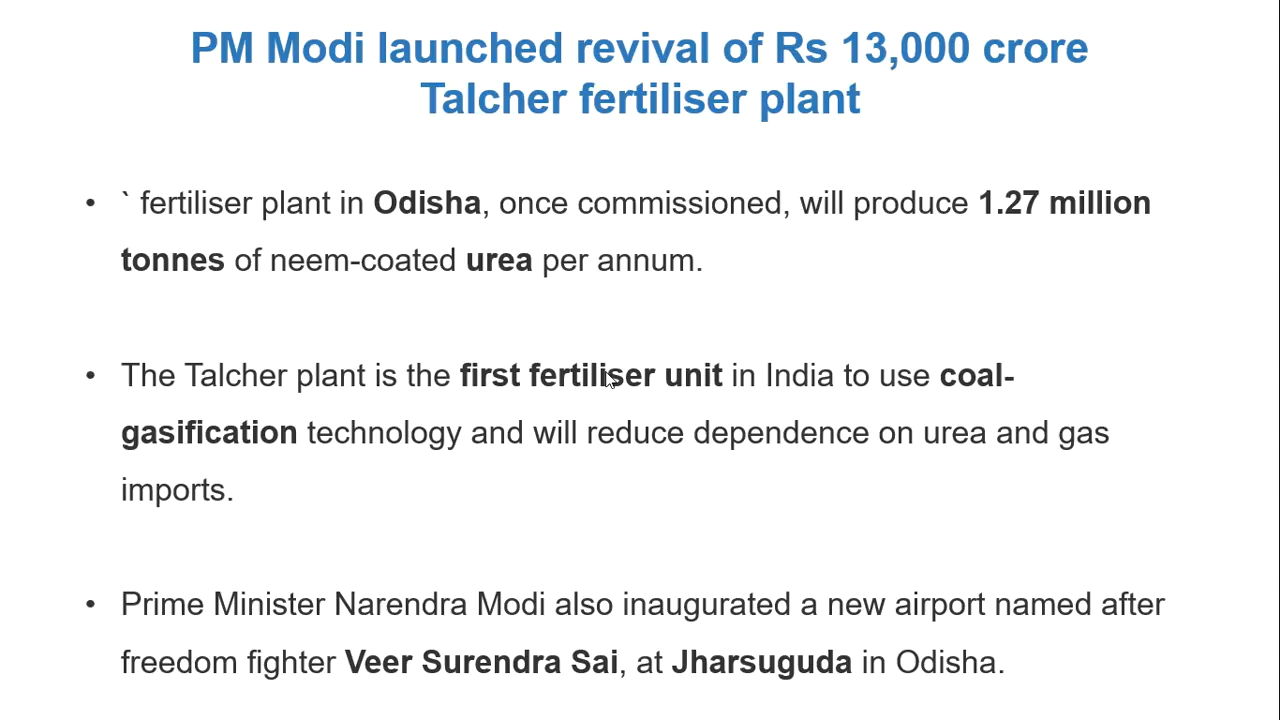 PM Modi launched revival of Rs 13,000 crore
Talcher fertiliser plant
• ` fertiliser plant in Odisha, once commissioned, will produce 1.27 million
tonnes of neem-coated urea per annum.
• The Talcher plant is the first fertiliser unit in India to use coal-
gasification technology and will reduce dependence on urea and gas
imports.
• Prime Minister Narendra Modi also inaugurated a new airport named after
freedom fighter Veer Surendra Sai, at Jharsuguda in Odisha.